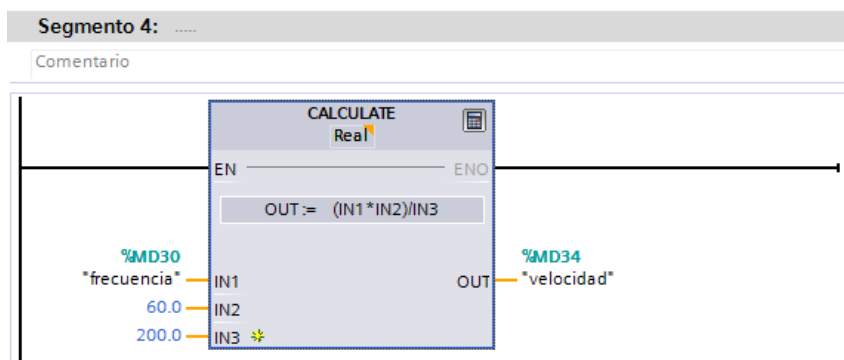 Segmento 4: .....
Comentario
CALCULATE
Real
EN
ENO
OUT := (IN1*IN2)/IN3
%MD30
"frecuencia"
IN1
60.0
IN2
200.0
IN3
%MD34
OUT
"velocidad"